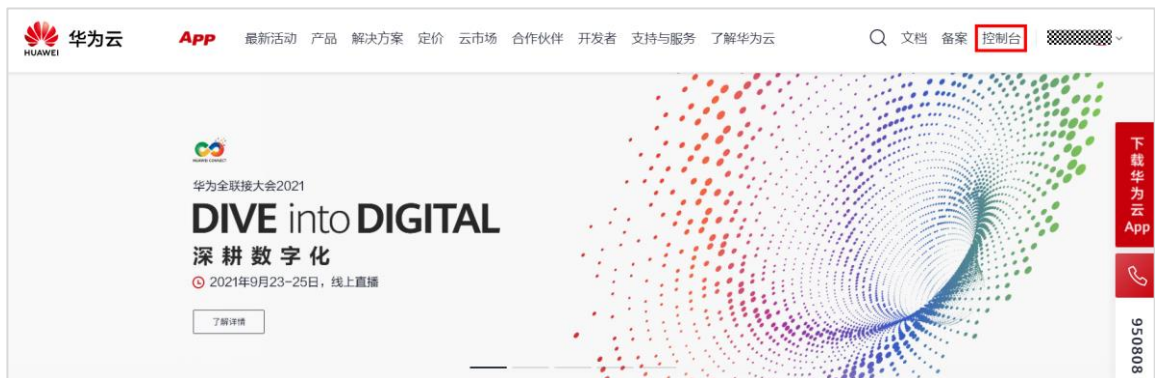 HUAWEI 华为云 App 最新活动 产品 解决方案 定价 云市场 合作伙伴 开发者 支持与服务 了解华为云 文档 备案 控制台
HUAWEI CONNECT
华为全联接大会2021
DIVE into DIGITAL
深耕数字化
2021年9月23-25日，线上直播
了解详情
下载华为云App
950808